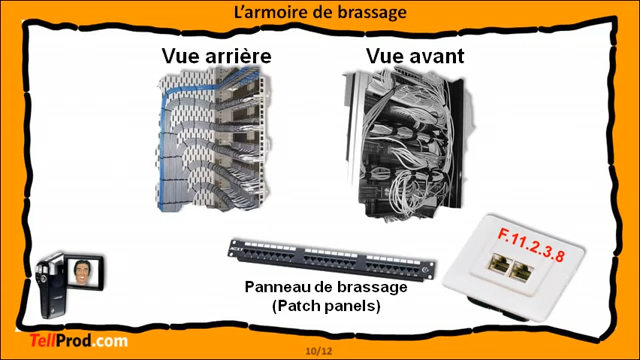 L’armoire de brassage
Vue arrière
Vue avant
F.11.2.3.8
Panneau de brassage
(Patch panels)
TellProd.com
10/12